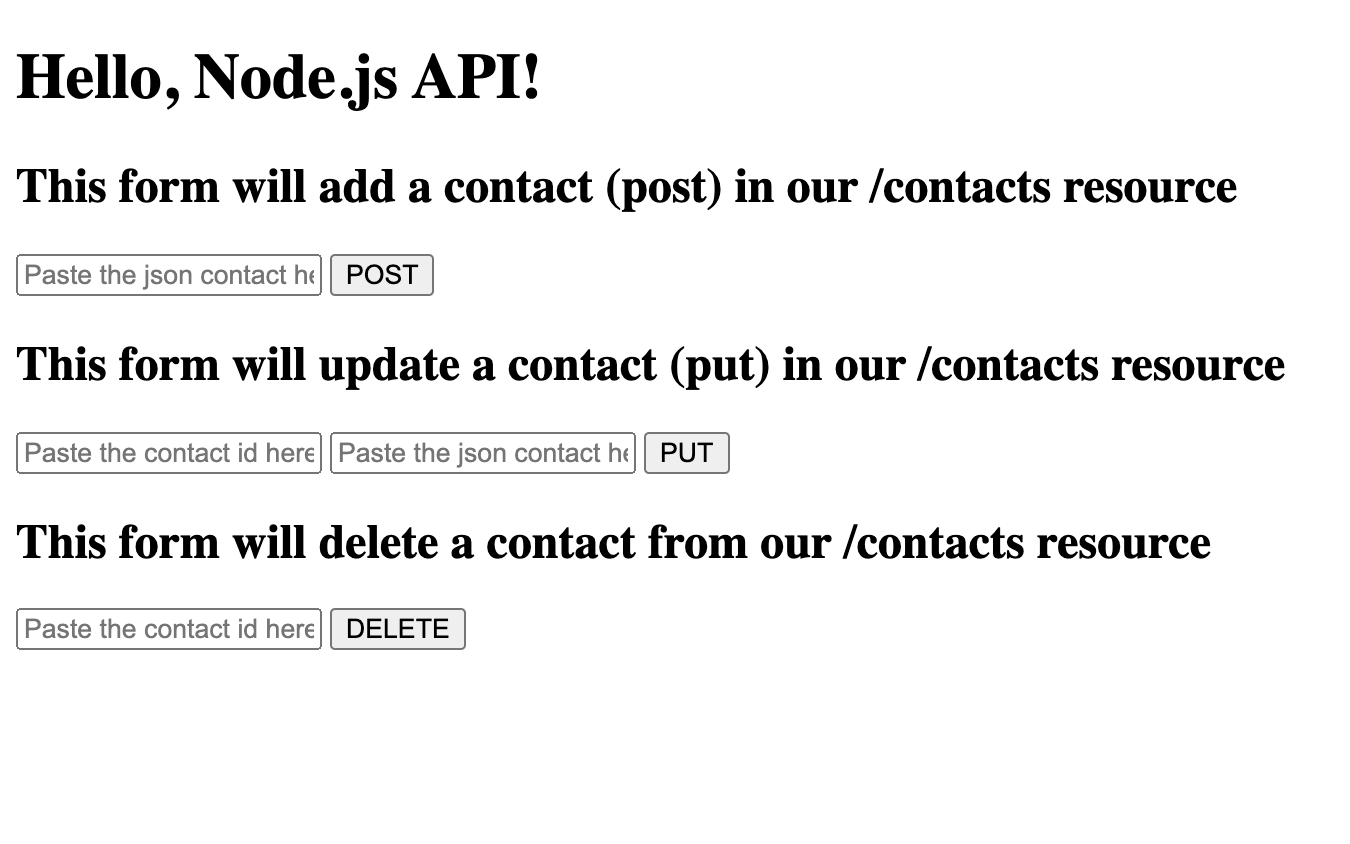 Hello, Node.js API!
This form will add a contact (post) in our /contacts resource
Paste the json contact he POST
This form will update a contact (put) in our /contacts resource
Paste the contact id here Paste the json contact he PUT
This form will delete a contact from our /contacts resource
Paste the contact id here DELETE